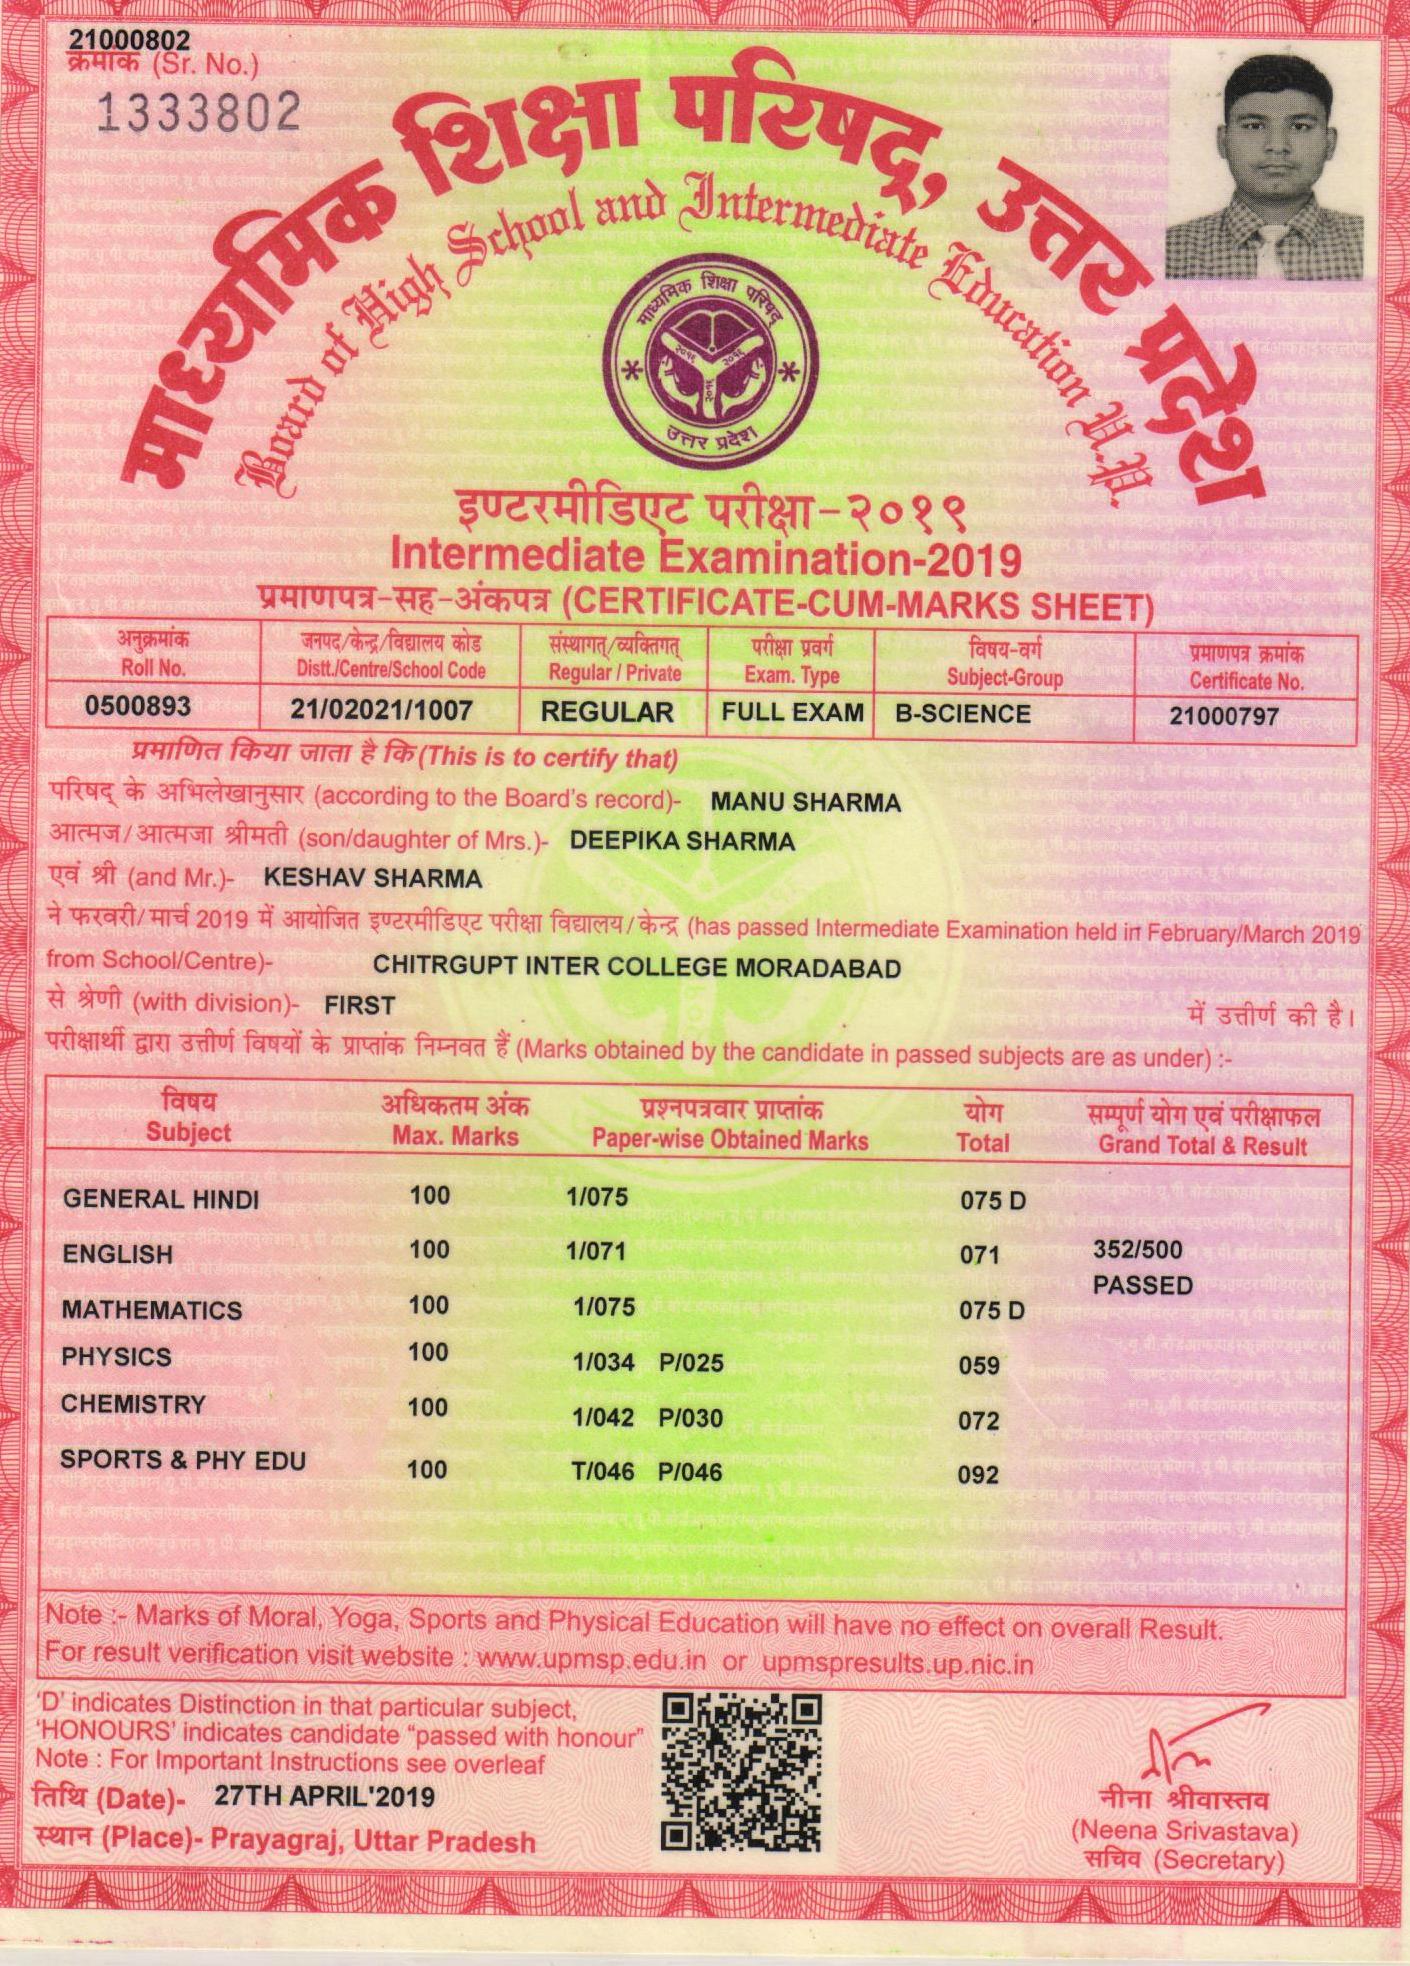 21000802
क्रमांक (Sr. No.)
1333802
माध्यमिक शिक्षा परिषद्, उत्तर प्रदेश
Board of High School and Intermediate Education U.P.
माध्यमिक शिक्षा परिषद्
२०१६ २०१६
उत्तर प्रदेश
इण्टरमीडिएट परीक्षा-२०१९
Intermediate Examination-2019
प्रमाणपत्र-सह-अंकपत्र (CERTIFICATE-CUM-MARKS SHEET)
अनुक्रमांक जनपद/केन्द्र/विद्यालय कोड संस्थागत्/व्यक्तिगत् परीक्षा प्रवर्ग विषय-वर्ग प्रमाणपत्र क्रमांक
Roll No. Distt./Centre/School Code Regular / Private Exam. Type Subject-Group Certificate No.
0500893 21/02021/1007 REGULAR FULL EXAM B-SCIENCE 21000797
प्रमाणित किया जाता है कि (This is to certify that)
परिषद् के अभिलेखानुसार (according to the Board's record)- MANU SHARMA
आत्मज/आत्मजा श्रीमती (son/daughter of Mrs.)- DEEPIKA SHARMA
एवं श्री (and Mr.)- KESHAV SHARMA
ने फरवरी/मार्च 2019 में आयोजित इण्टरमीडिएट परीक्षा विद्यालय/केन्द्र (has passed Intermediate Examination held in February/March 2019
from School/Centre)- CHITRGUPT INTER COLLEGE MORADABAD
से श्रेणी (with division)- FIRST में उत्तीर्ण की है।
परीक्षार्थी द्वारा उत्तीर्ण विषयों के प्राप्तांक निम्नवत हैं (Marks obtained by the candidate in passed subjects are as under) :-
विषय अधिकतम अंक प्रश्नपत्रवार प्राप्तांक योग सम्पूर्ण योग एवं परीक्षाफल
Subject Max. Marks Paper-wise Obtained Marks Total Grand Total & Result
GENERAL HINDI 100 1/075 075 D
ENGLISH 100 1/071 071 352/500
PASSED
MATHEMATICS 100 1/075 075 D
PHYSICS 100 1/034 P/025 059
CHEMISTRY 100 1/042 P/030 072
SPORTS & PHY EDU 100 T/046 P/046 092
Note :- Marks of Moral, Yoga, Sports and Physical Education will have no effect on overall Result.
For result verification visit website : www.upmsp.edu.in or upmspresults.up.nic.in
'D' indicates Distinction in that particular subject,
'HONOURS' indicates candidate "passed with honour"
Note : For Important Instructions see overleaf
तिथि (Date)- 27TH APRIL'2019
स्थान (Place)- Prayagraj, Uttar Pradesh
नीना श्रीवास्तव
(Neena Srivastava)
सचिव (Secretary)